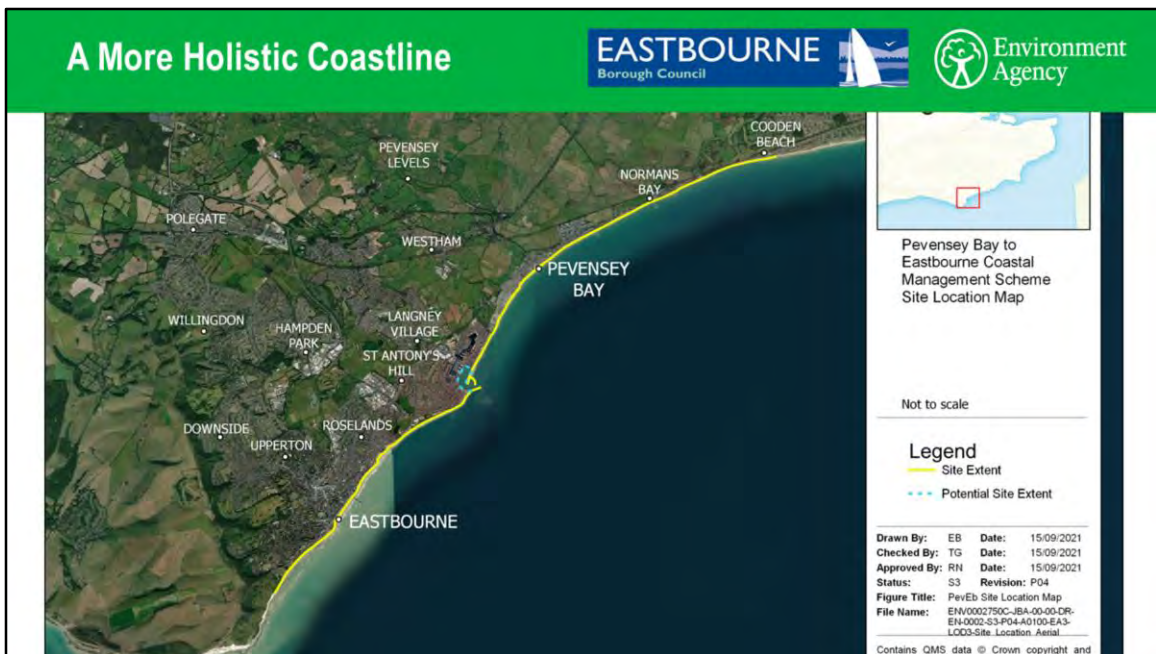 A More Holistic Coastline
EASTBOURNE
Borough Council
Environment
Agency
COODEN
BEACH
PEVENSEY
LEVELS
NORMANS
BAY
POLEGATE
WESTHAM
PEVENSEY
BAY
WILLINGDON
HAMPDEN
PARK
LANGNEY
VILLAGE
ST ANTONY'S
HILL
DOWNSIDE
UPPERTON
ROSELANDS
EASTBOURNE
Pevensey Bay to
Eastbourne Coastal
Management Scheme
Site Location Map
Not to scale
Legend
Site Extent
Potential Site Extent
Drawn By: EB Date: 15/09/2021
Checked By: TG Date: 15/09/2021
Approved By: RN Date: 15/09/2021
Status: S3 Revision: P04
Figure Title: PevEb Site Location Map
File Name: ENV0002750C-JBA-00-00-DR-
EN-0002-S3-P04-A0100-EA3-
LOD3-Site_Location_Aerial
Contains QMS data © Crown copyright and